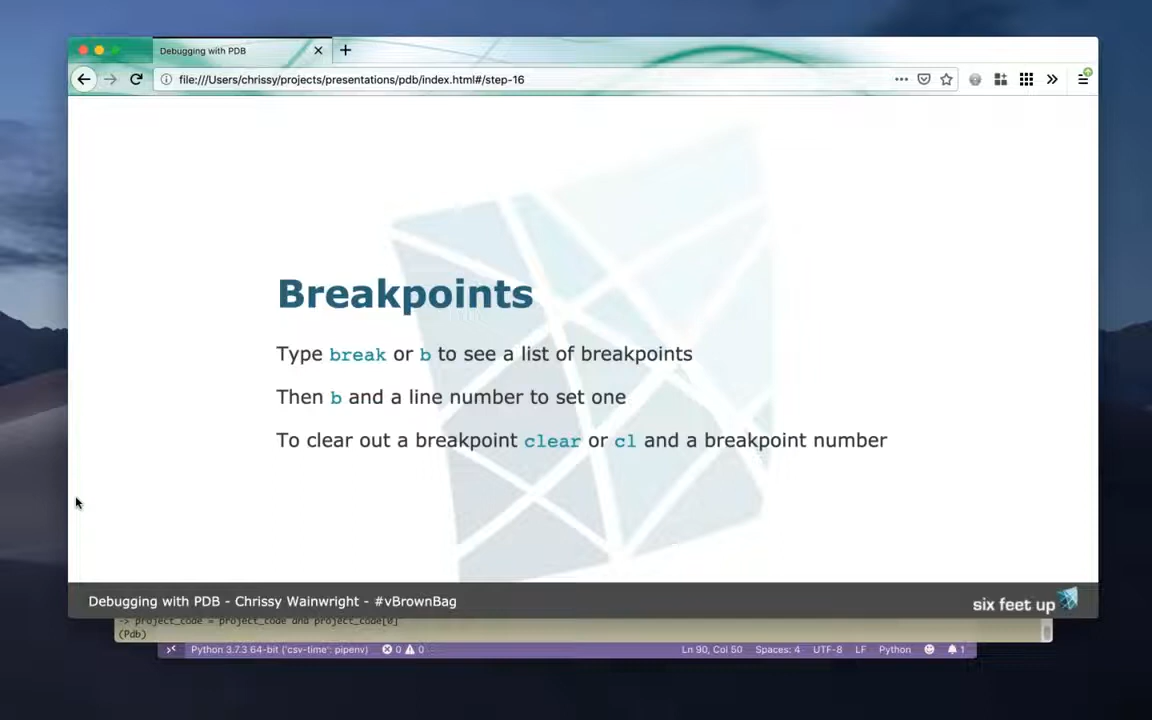 Debugging with PDB
file:///Users/chrissy/projects/presentations/pdb/index.html#/step-16
Breakpoints
Type break or b to see a list of breakpoints
Then b and a line number to set one
To clear out a breakpoint clear or cl and a breakpoint number
Debugging with PDB - Chrissy Wainwright - #vBrownBag
six feet up
-> project_code = project_code and project_code[0]
(Pdb)
Python 3.7.3 64-bit ('csv-time': pipenv) 0 0 Ln 90, Col 50 Spaces: 4 UTF-8 LF Python 1